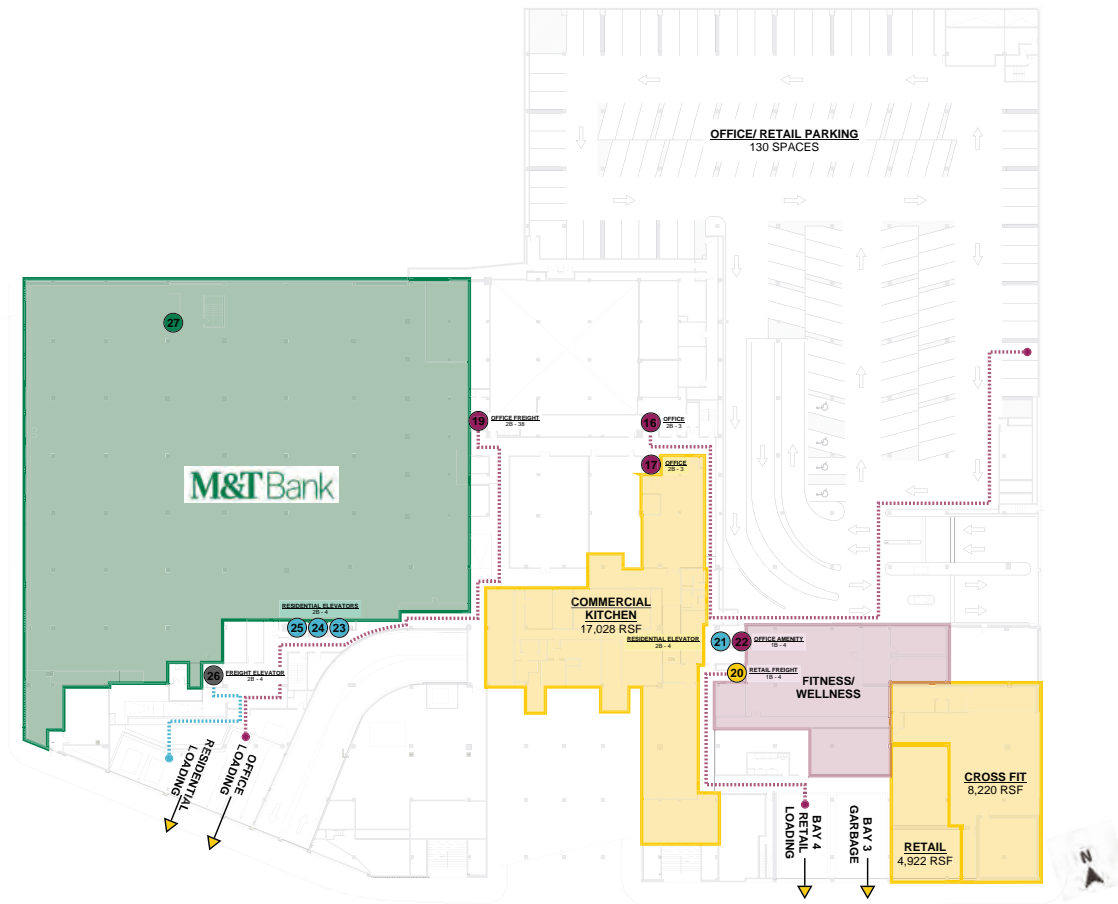 OFFICE/ RETAIL PARKING
130 SPACES
27
M&T Bank
19
OFFICE FREIGHT
2B - 38
16
OFFICE
2B - 3
17
OFFICE
2B - 3
RESIDENTIAL ELEVATORS
2B - 4
25
24
23
COMMERCIAL
KITCHEN
17,028 RSF
RESIDENTIAL ELEVATOR
2B - 4
21
22
OFFICE AMENITY
1B - 4
26
FREIGHT ELEVATOR
2B - 4
20
RETAIL FREIGHT
1B - 4
FITNESS/
WELLNESS
RESIDENTIAL
LOADING
OFFICE
LOADING
BAY 4
RETAIL
LOADING
BAY 3
GARBAGE
CROSS FIT
8,220 RSF
RETAIL
4,922 RSF
N